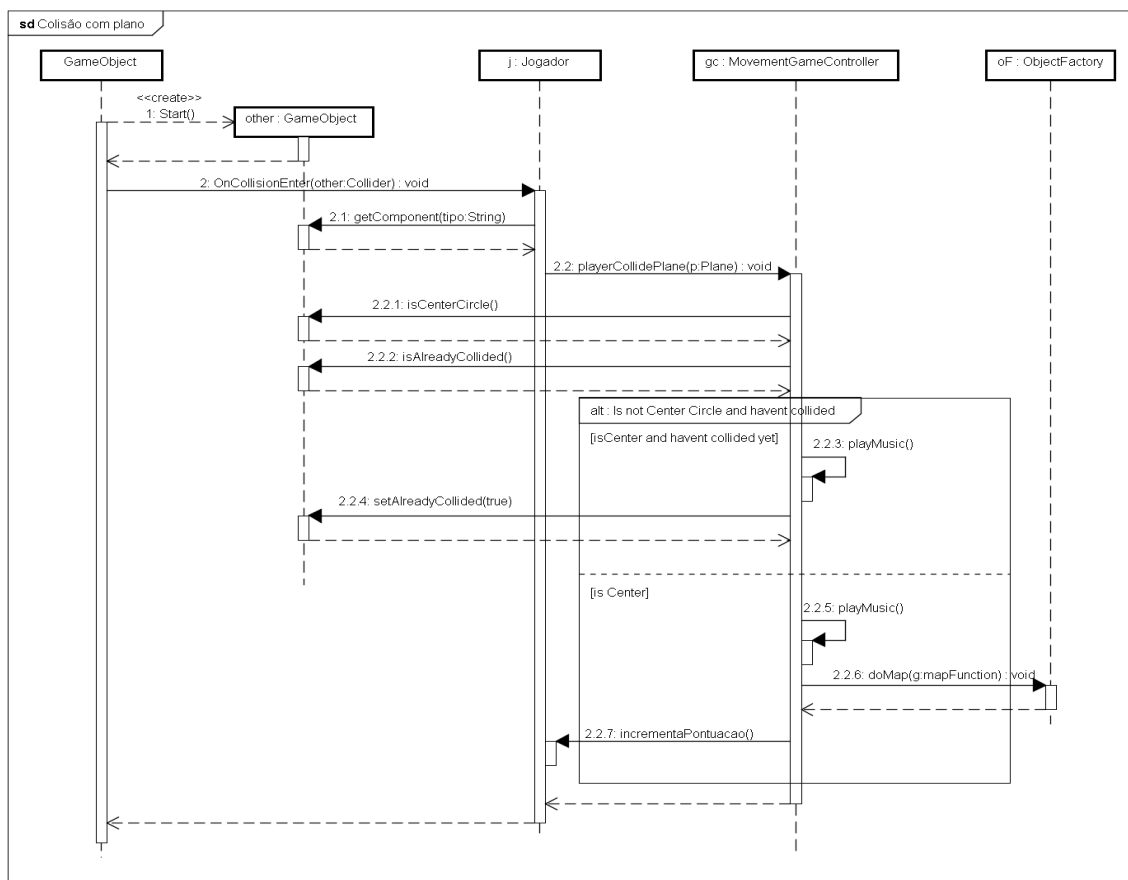 sd Colisão com plano
GameObject
j : Jogador
gc : MovementGameController
oF : ObjectFactory
<<create>>
1: Start()
other : GameObject
2: OnCollisionEnter(other:Collider) : void
2.1: getComponent(tipo:String)
2.2: playerCollidePlane(p:Plane) : void
2.2.1: isCenterCircle()
2.2.2: isAlreadyCollided()
alt : Is not Center Circle and havent collided
[isCenter and havent collided yet]
2.2.3: playMusic()
2.2.4: setAlreadyCollided(true)
[is Center]
2.2.5: playMusic()
2.2.6: doMap(g:mapFunction) : void
2.2.7: incrementaPontuacao()